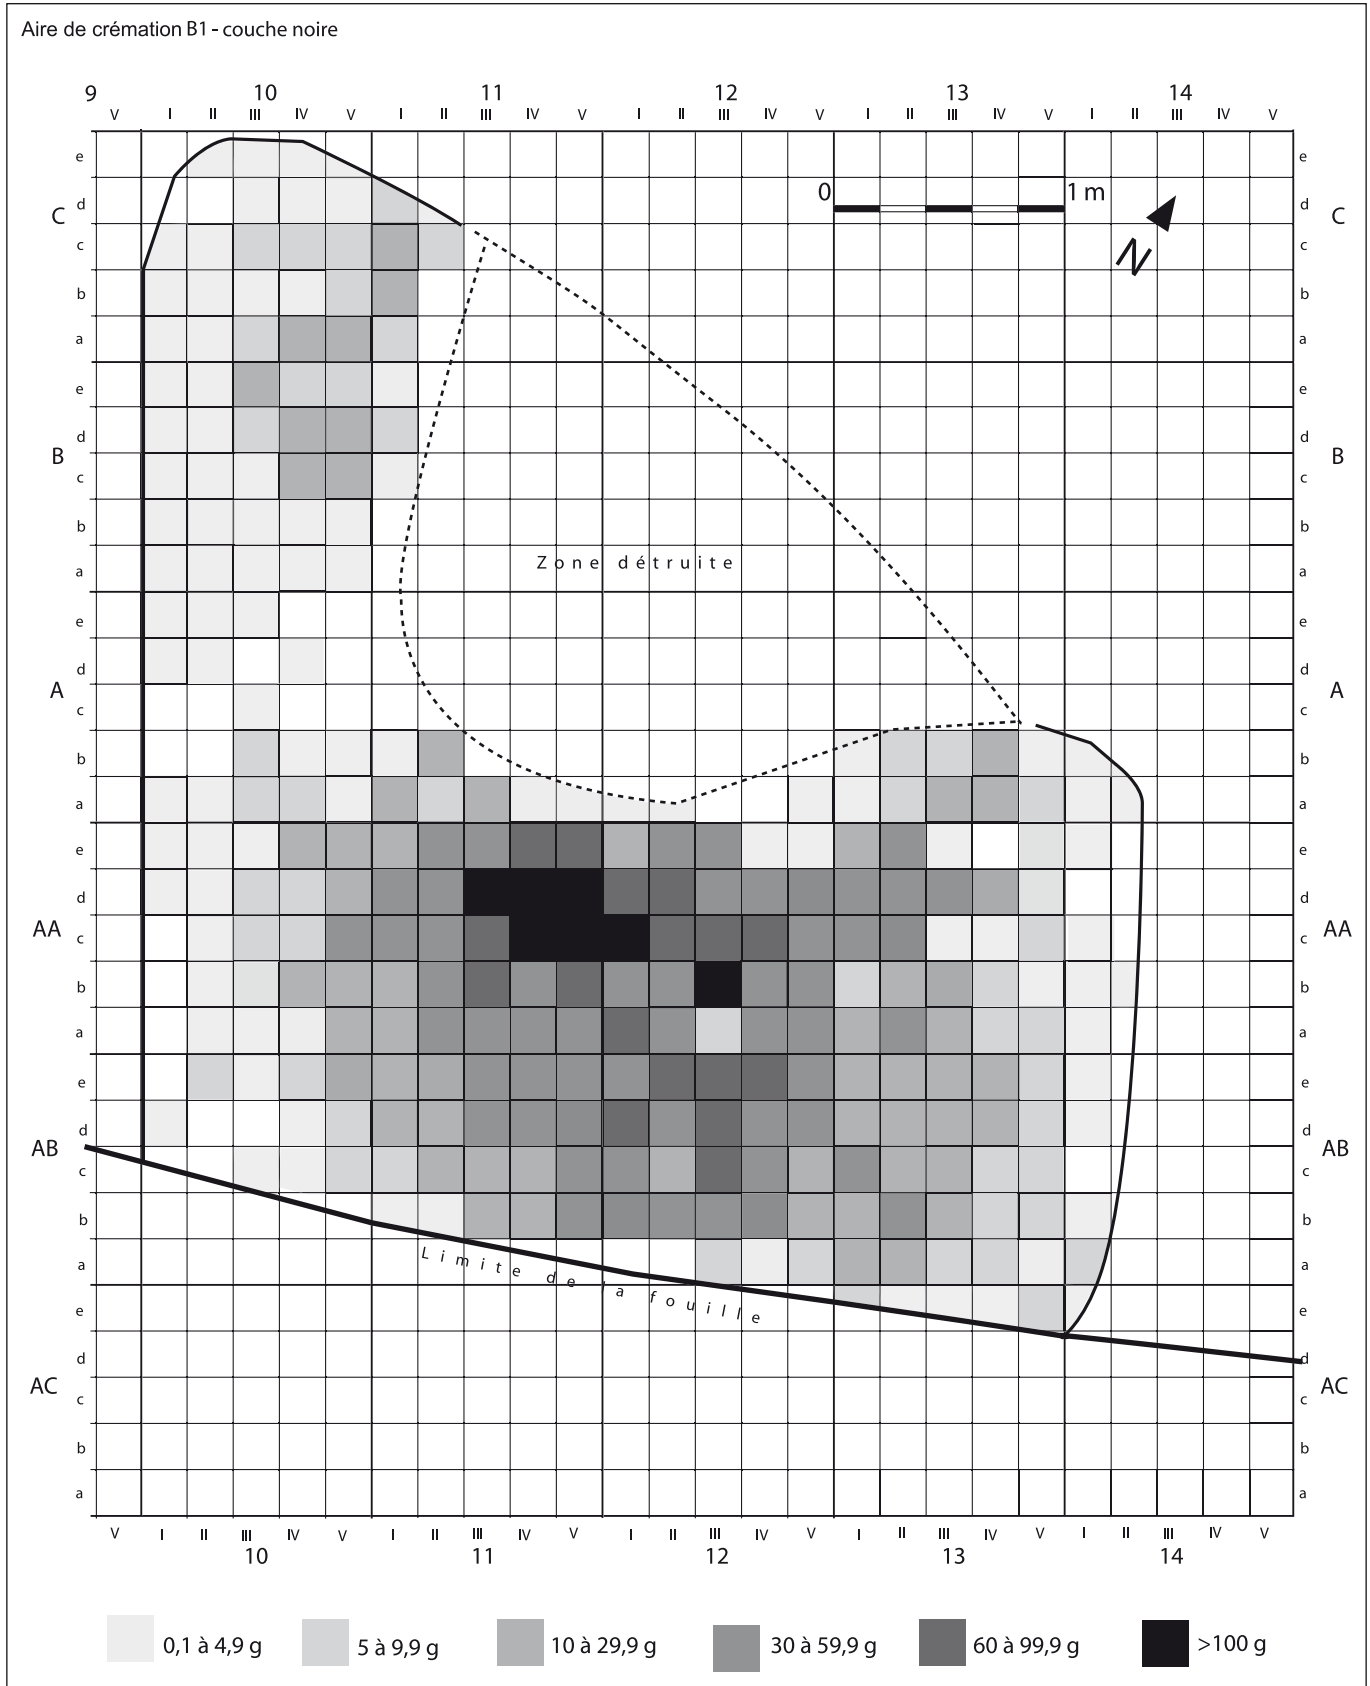 Aire de crémation B1 - couche noire
9 10 11 12 13 14
V I II III IV V I II III IV V I II III IV V I II III IV V I II III IV V
0 1 m
N
C e d c b a e d c b a C
B e d c b a e d c b a B
A e d c b a e d c b a A
AA e d c b a e d c b a AA
AB e d c b a e d c b a AB
AC e d c b a e d c b a AC
Zone détruite
Limite de la fouille
V I II III IV V I II III IV V I II III IV V I II III IV V I II III IV V
10 11 12 13 14
0,1 à 4,9 g 5 à 9,9 g 10 à 29,9 g 30 à 59,9 g 60 à 99,9 g >100 g